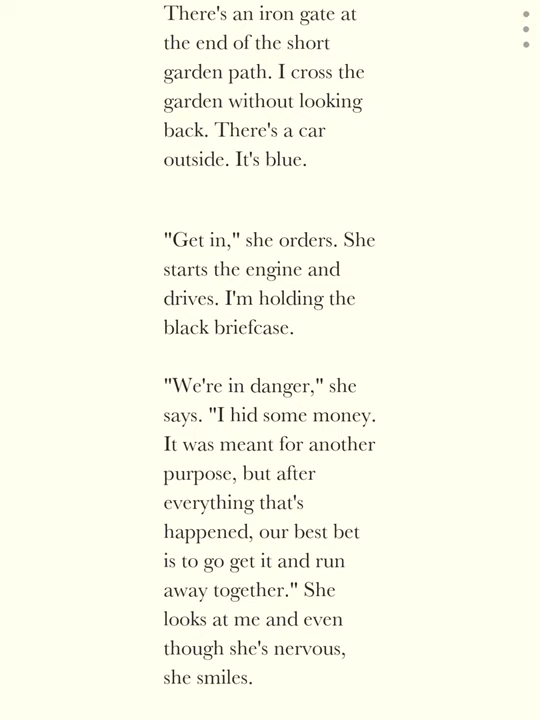 There's an iron gate at
the end of the short
garden path. I cross the
garden without looking
back. There's a car
outside. It's blue.
"Get in," she orders. She
starts the engine and
drives. I'm holding the
black briefcase.
"We're in danger," she
says. "I hid some money.
It was meant for another
purpose, but after
everything that's
happened, our best bet
is to go get it and run
away together." She
looks at me and even
though she's nervous,
she smiles.